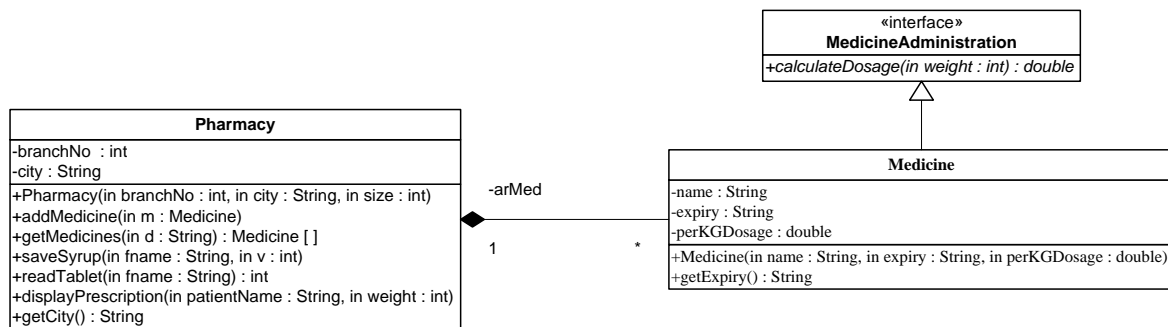 «interface»
MedicineAdministration
+calculateDosage(in weight : int) : double
Pharmacy
-branchNo : int
-city : String
+Pharmacy(in branchNo : int, in city : String, in size : int)
+addMedicine(in m : Medicine)
+getMedicines(in d : String) : Medicine [ ]
+saveSyrup(in fname : String, in v : int)
+readTablet(in fname : String) : int
+displayPrescription(in patientName : String, in weight : int)
+getCity() : String
-arMed
1
*
Medicine
-name : String
-expiry : String
-perKGDosage : double
+Medicine(in name : String, in expiry : String, in perKGDosage : double)
+getExpiry() : String